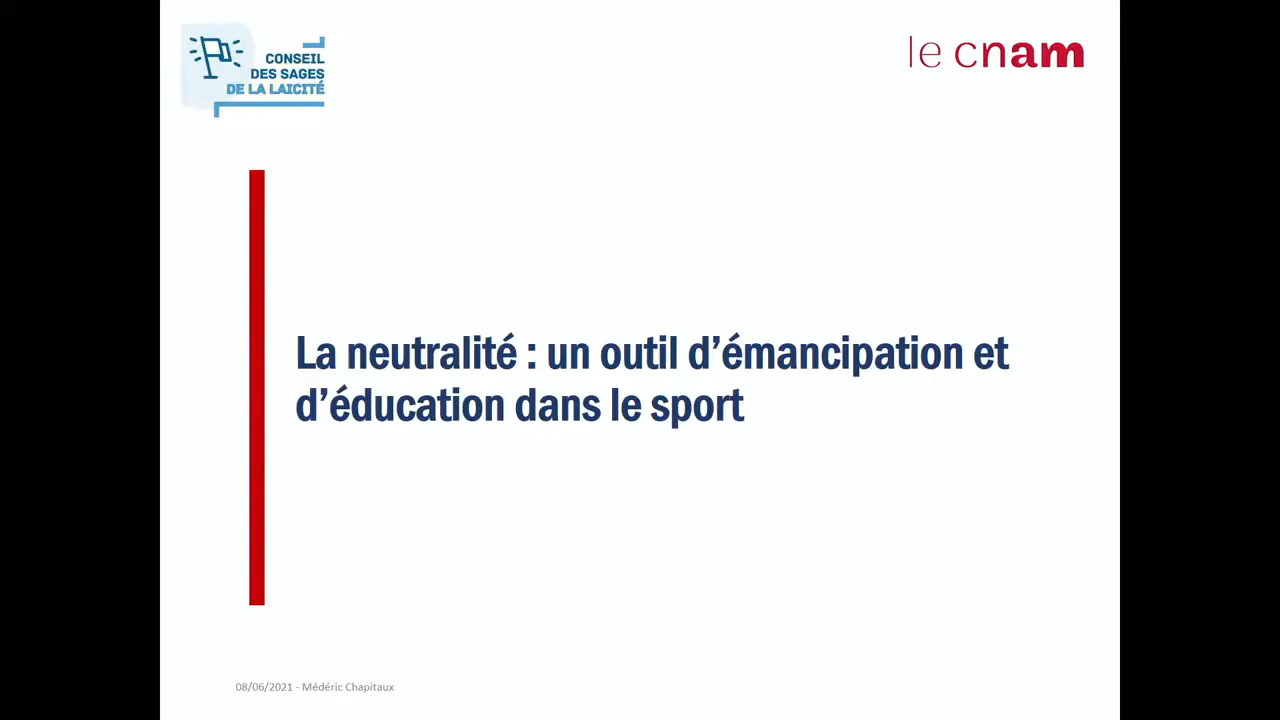 CONSEIL
DES SAGES
DE LA LAICITÉ
le cnam
La neutralité : un outil d’émancipation et
d’éducation dans le sport
08/06/2021 - Médéric Chapitaux